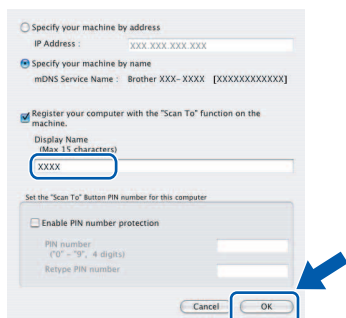 Specify your machine by address
IP Address : XXX.XXX.XXX.XXX
Specify your machine by name
mDNS Service Name : Brother XXX-XXXX [XXXXXXXXXXXX]
Register your computer with the "Scan To" function on the
machine.
Display Name
(Max 15 characters)
XXXX
Set the "Scan To" Button PIN number for this computer
Enable PIN number protection
PIN number
("0" - "9", 4 digits)
Retype PIN number
Cancel OK